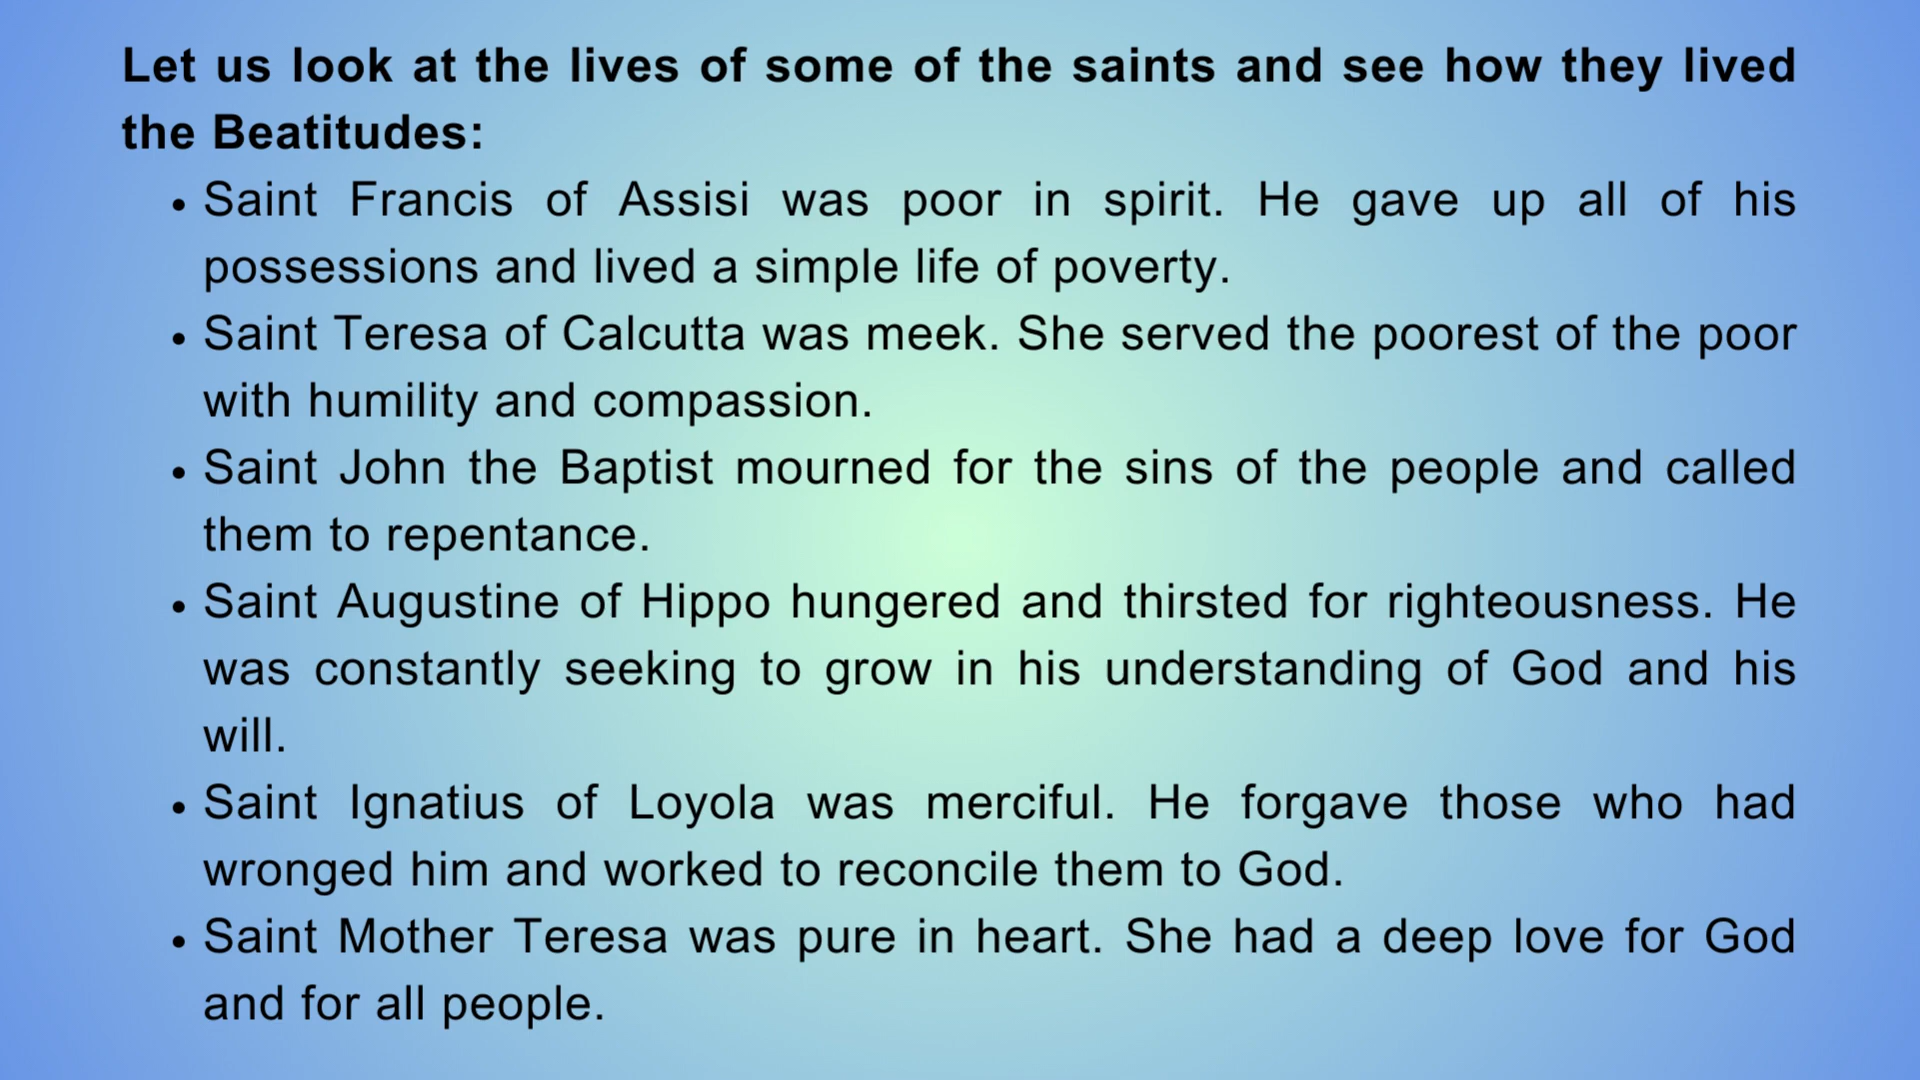 Let us look at the lives of some of the saints and see how they lived
the Beatitudes:
• Saint Francis of Assisi was poor in spirit. He gave up all of his
possessions and lived a simple life of poverty.
• Saint Teresa of Calcutta was meek. She served the poorest of the poor
with humility and compassion.
• Saint John the Baptist mourned for the sins of the people and called
them to repentance.
• Saint Augustine of Hippo hungered and thirsted for righteousness. He
was constantly seeking to grow in his understanding of God and his
will.
• Saint Ignatius of Loyola was merciful. He forgave those who had
wronged him and worked to reconcile them to God.
• Saint Mother Teresa was pure in heart. She had a deep love for God
and for all people.